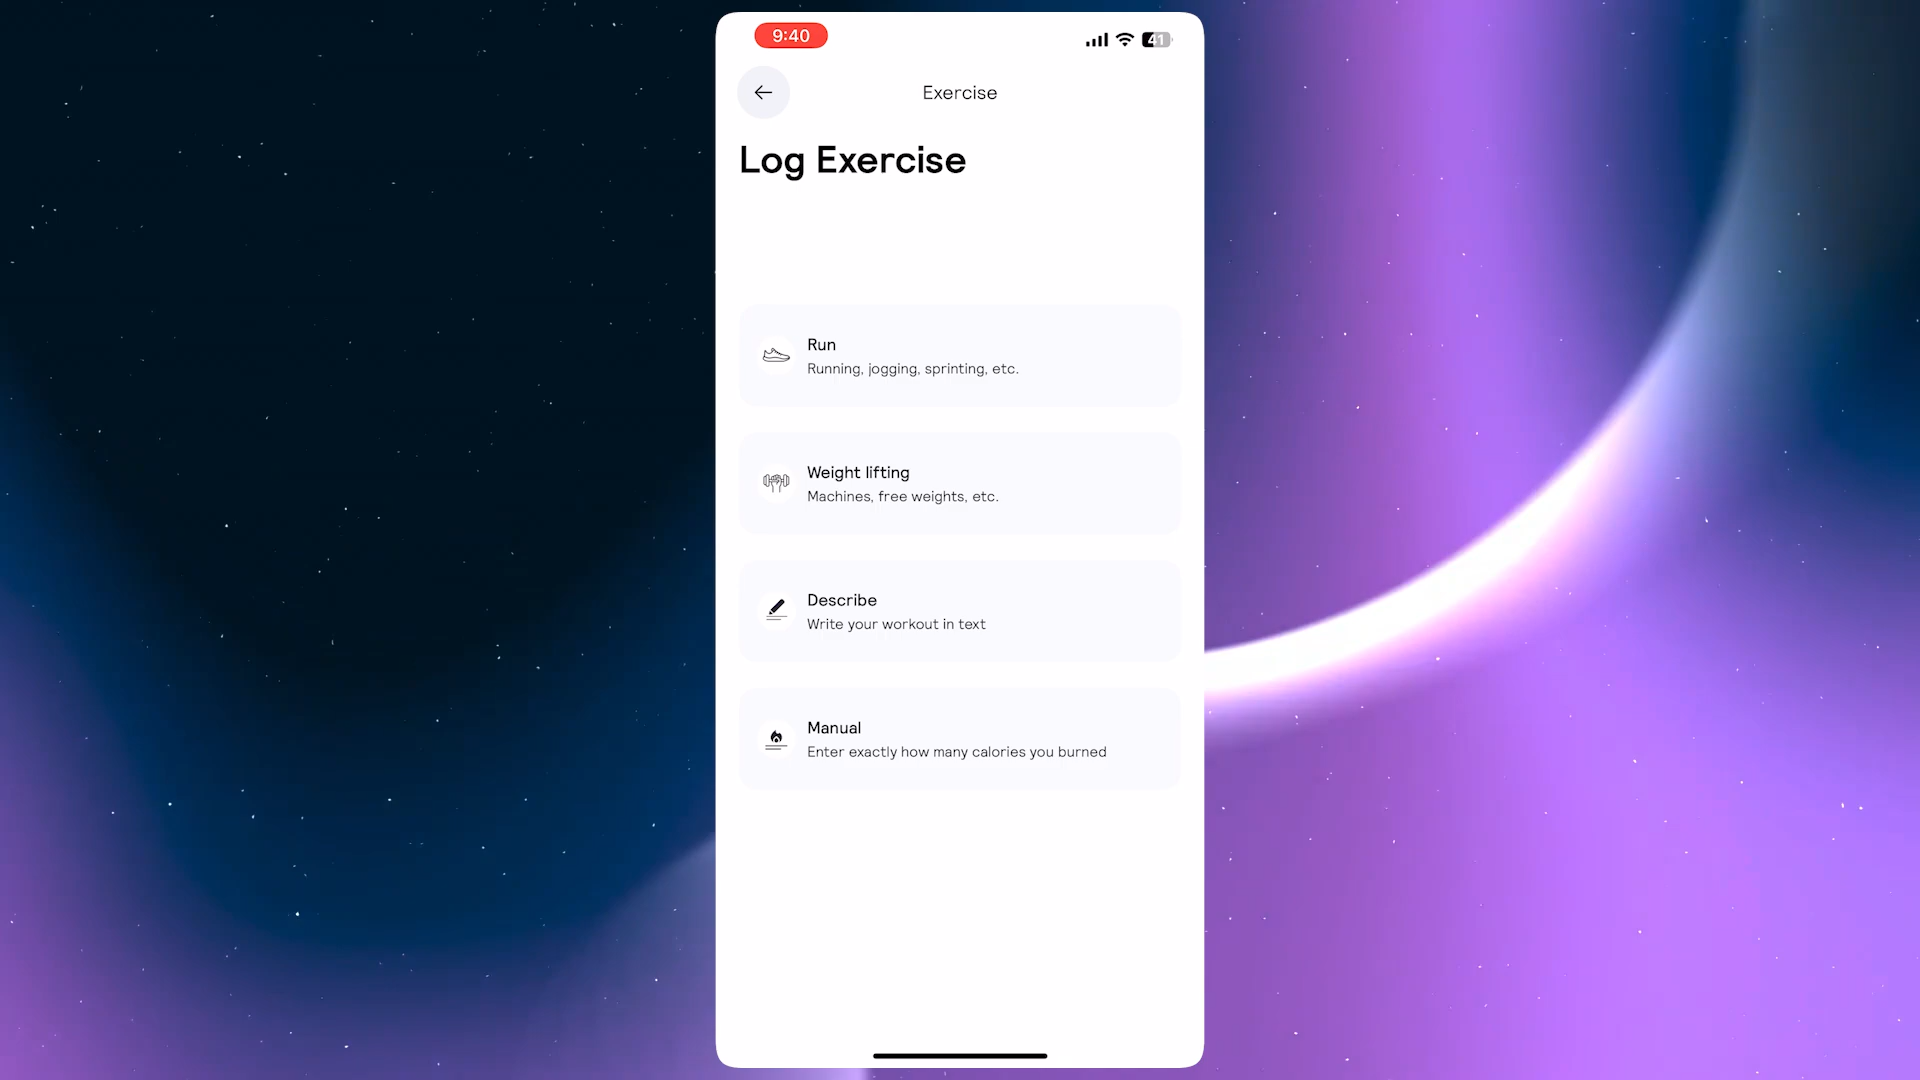 9:40
41
Exercise
Log Exercise
Run
Running, jogging, sprinting, etc.
Weight lifting
Machines, free weights, etc.
Describe
Write your workout in text
Manual
Enter exactly how many calories you burned